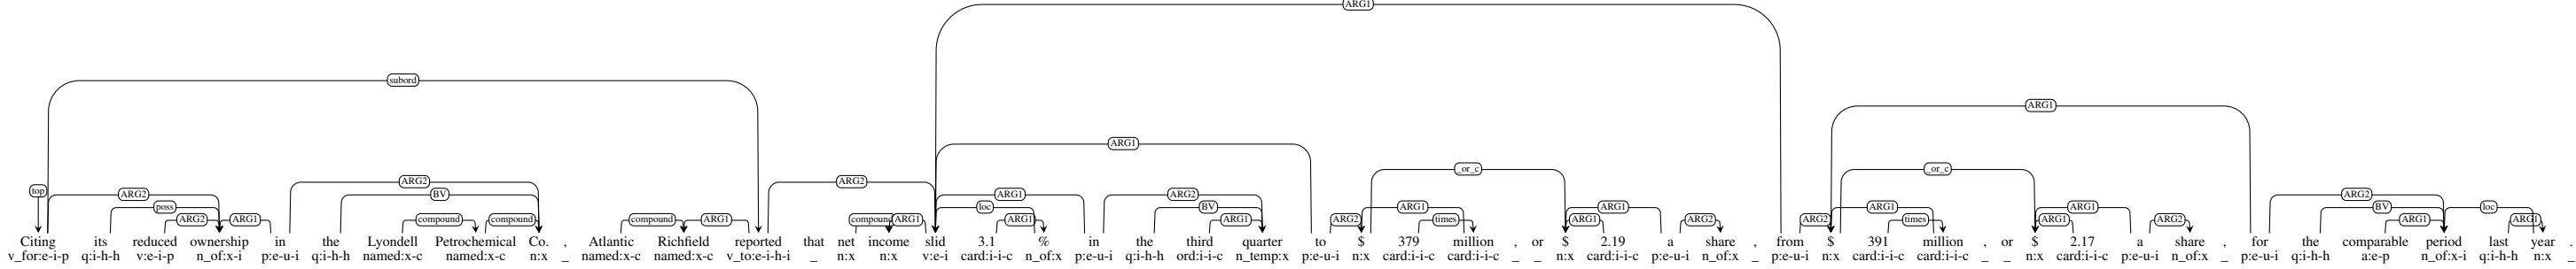 ARG1
subord
ARG1
ARG1
_or_c _or_c
top ARG2 ARG2 BV ARG2 ARG1 ARG2 ARG2
poss loc BV ARG1 ARG1 ARG1 ARG1 BV loc
ARG2 ARG1 compound compound compound ARG1 compound ARG1 ARG1 ARG1 ARG2 times ARG1 ARG2 ARG2 times ARG1 ARG2 ARG1 ARG1
Citing its reduced ownership in the Lyondell Petrochemical Co. , Atlantic Richfield reported that net income slid 3.1 % in the third quarter to $ 379 million , or $ 2.19 a share , from $ 391 million , or $ 2.17 a share , for the comparable period last year .
v_for:e-i-p q:i-h-h v:e-i-p n_of:x-i p:e-u-i q:i-h-h named:x-c named:x-c n:x _ named:x-c named:x-c v_to:e-i-h-i _ n:x n:x v:e-i card:i-i-c n_of:x p:e-u-i q:i-h-h ord:i-i-c n_temp:x p:e-u-i n:x card:i-i-c card:i-i-c _ _ n:x card:i-i-c p:e-u-i n_of:x _ p:e-u-i n:x card:i-i-c card:i-i-c _ _ n:x card:i-i-c p:e-u-i n_of:x _ p:e-u-i q:i-h-h a:e-p n_of:x-i q:i-h-h n:x _